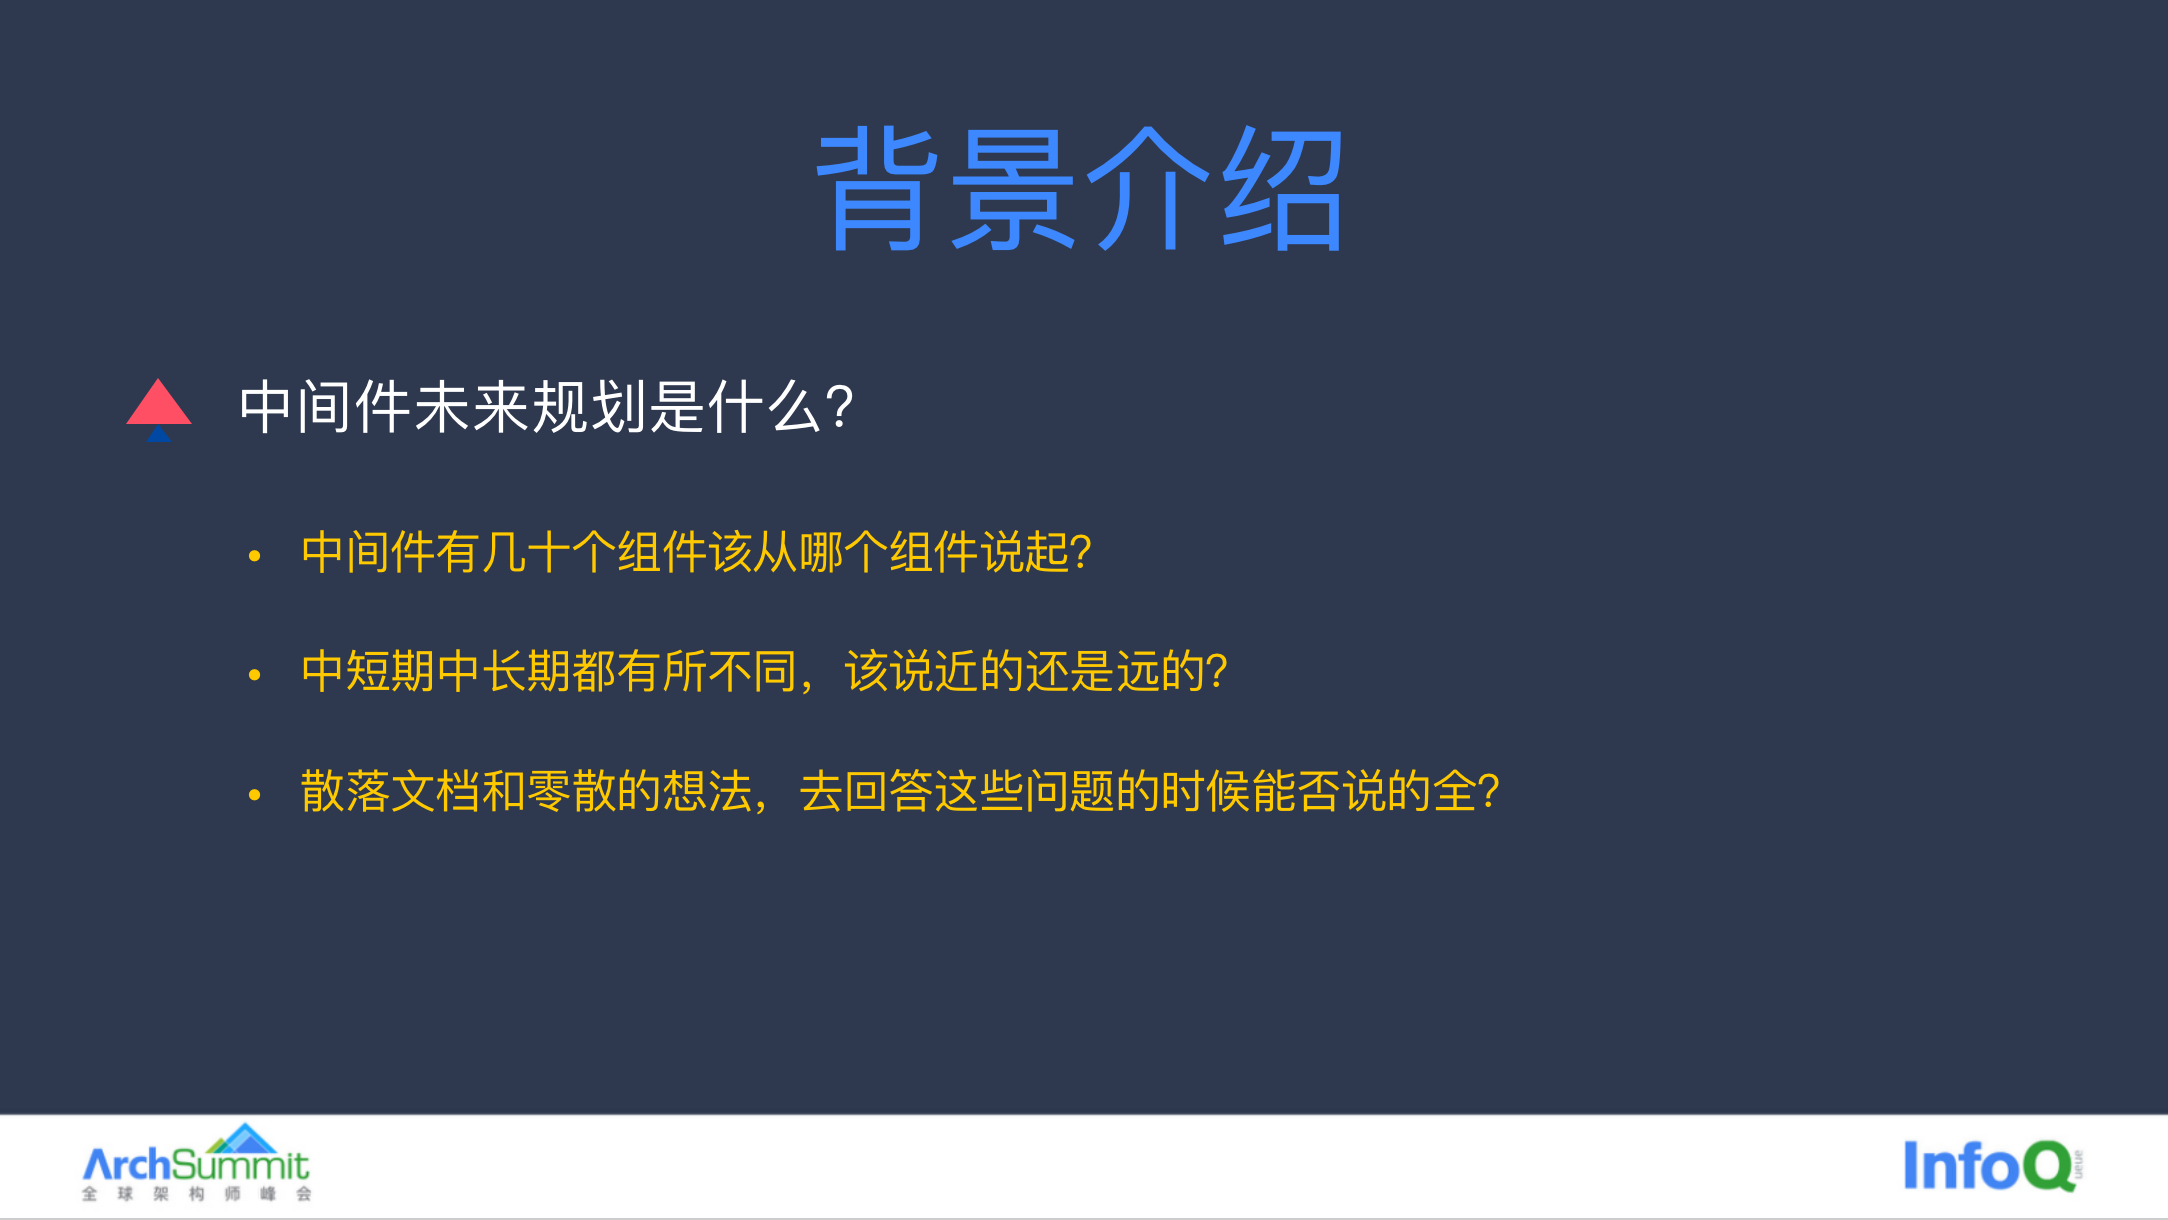 背景介绍
中间件未来规划是什么?
• 中间件有几十个组件该从哪个组件说起?
• 中短期中长期都有所不同，该说近的还是远的?
• 散落文档和零散的想法，去回答这些问题的时候能否说的全?
ArchSummit
全球架构师峰会
InfoQ
ueue